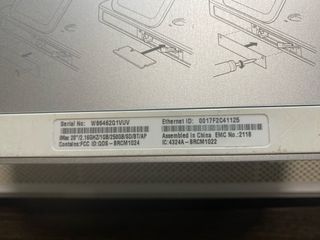 Serial No: W86462Q1VUV
Ethernet ID: 0017F2C41125
iMac 20"/2.16GHZ/1GB/250GB/SD/BT/AP
Assembled in China EMC No.: 2118
Contains:FCC ID:QDS - BRCM1024
IC:4324A - BRCM1022